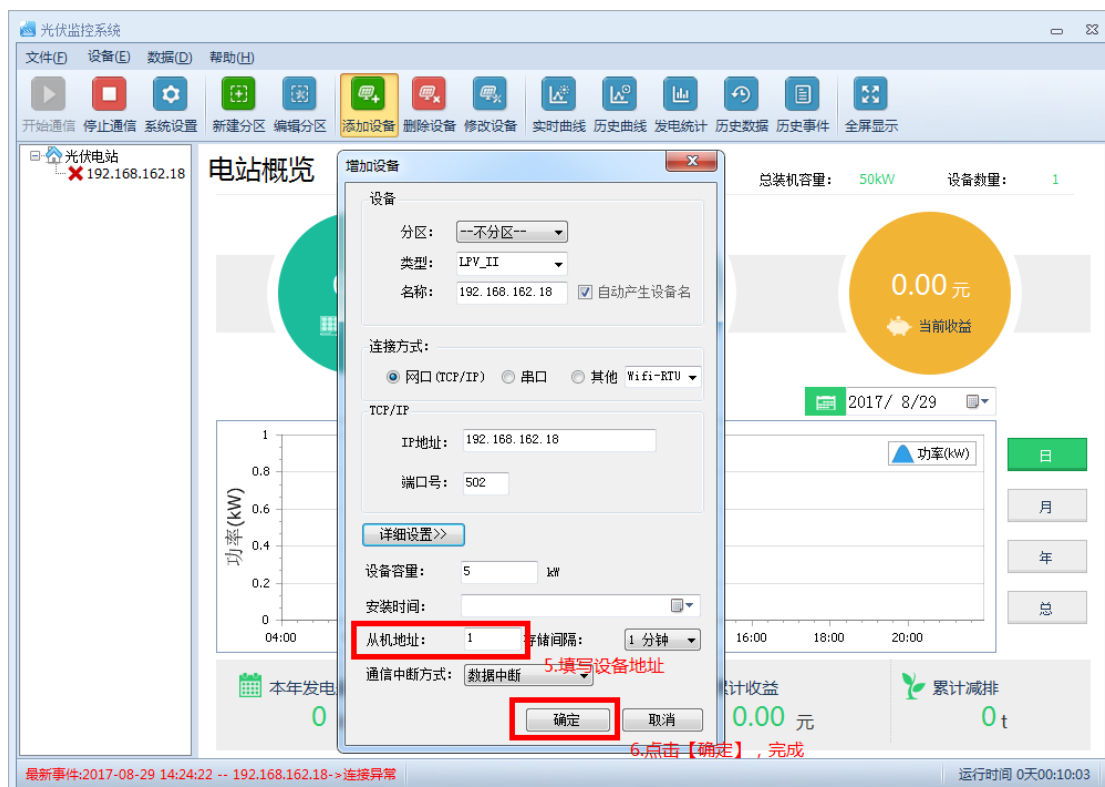 光伏监控系统
文件(F) 设备(E) 数据(D) 帮助(H)
开始通信 停止通信 系统设置 新建分区 编辑分区 添加设备 删除设备 修改设备 实时曲线 历史曲线 发电统计 历史数据 历史事件 全屏显示
光伏电站
192.168.162.18
电站概览
总装机容量: 50kW 设备数量: 1
增加设备
设备
分区: --不分区--
类型: LPV_II
名称: 192.168.162.18 自动产生设备名
连接方式:
网口(TCP/IP) 串口 其他 Wifi-RTU
TCP/IP
IP地址: 192.168.162.18
端口号: 502
详细设置>>
设备容量: 5 kW
安装时间:
从机地址: 1 存储间隔: 1 分钟
通信中断方式: 数据中断
5.填写设备地址
确定 取消
6.点击【确定】,完成
0.00 元
当前收益
2017/ 8/29
功率(kW)
日
月
年
总
功率(kW)
1
0.8
0.6
0.4
0.2
0
04:00 16:00 18:00 20:00
本年发电
0
累计收益
0.00 元
累计减排
0 t
最新事件:2017-08-29 14:24:22 -- 192.168.162.18->连接异常
运行时间 0天00:10:03